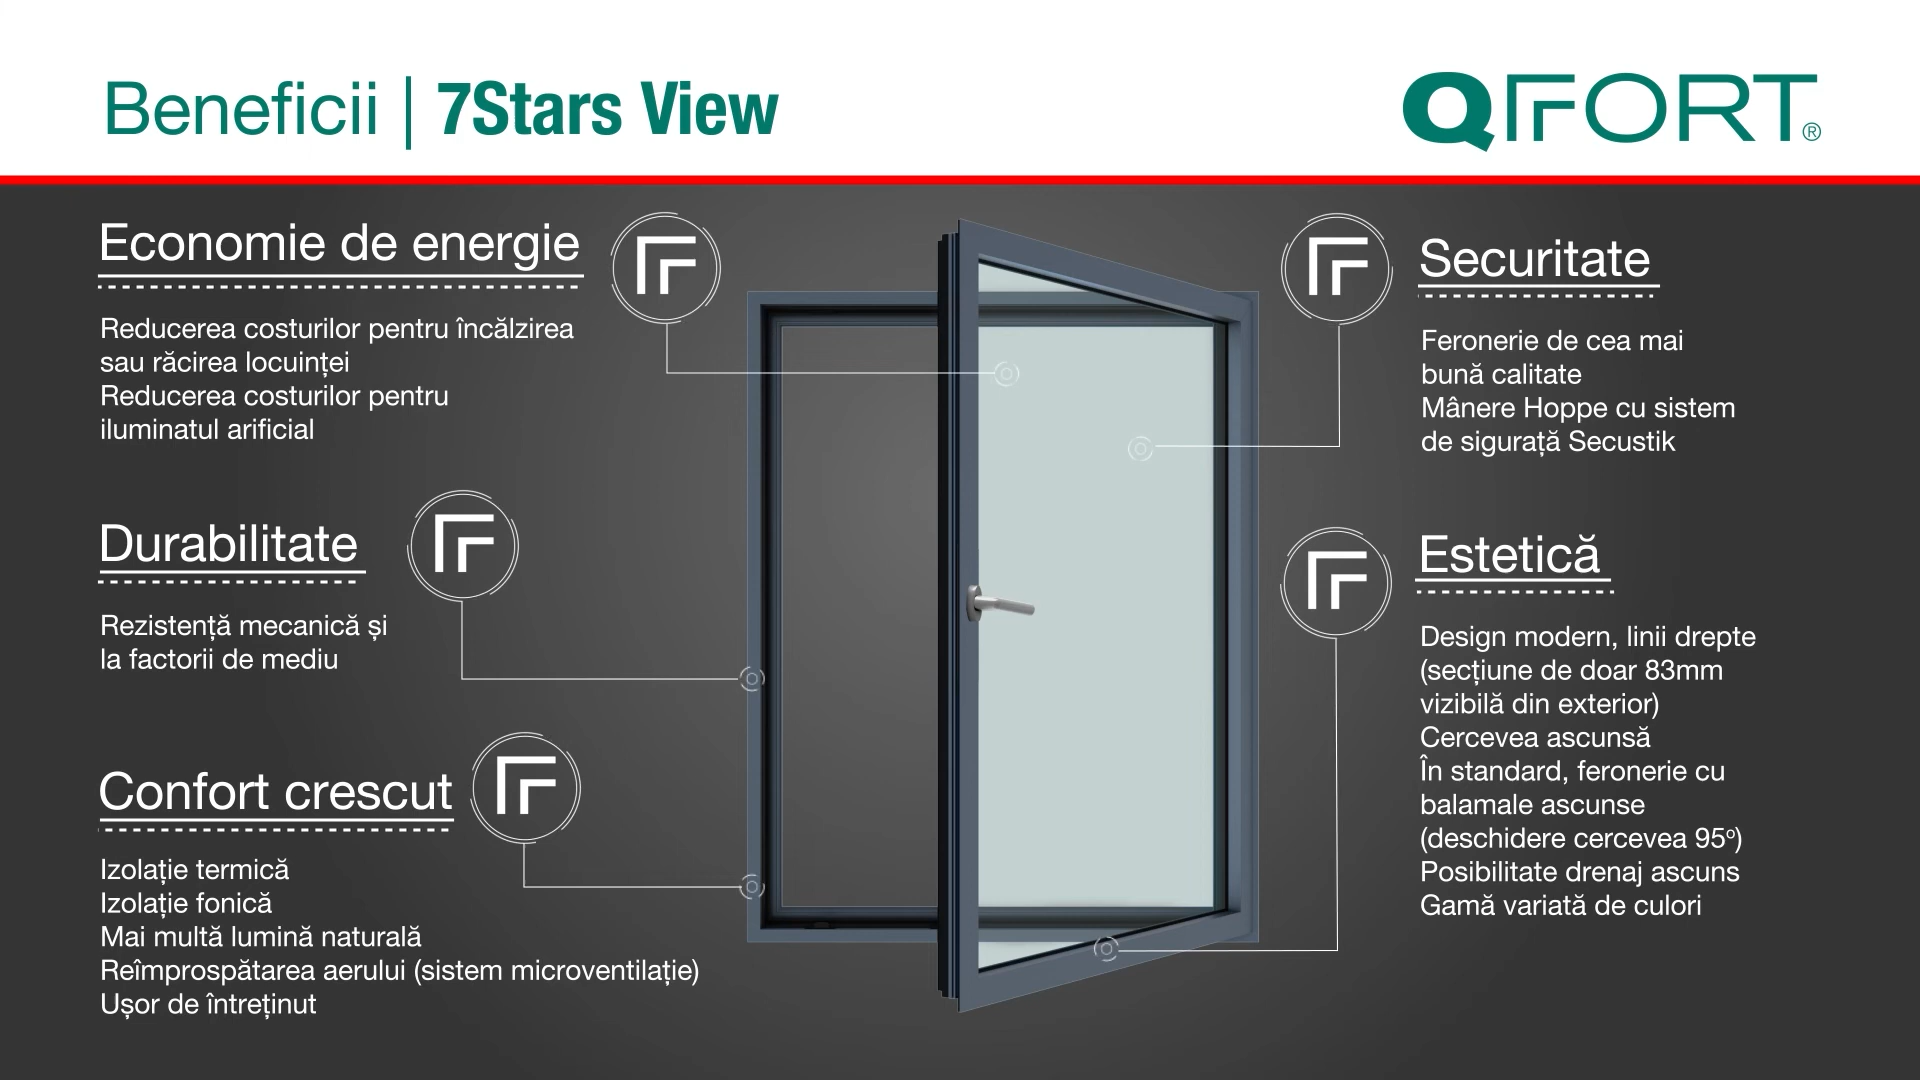 Beneficii | 7Stars View
QFORT®
Economie de energie
Reducerea costurilor pentru încălzirea
sau răcirea locuinței
Reducerea costurilor pentru
iluminatul arificial
Durabilitate
Rezistență mecanică și
la factorii de mediu
Confort crescut
Izolație termică
Izolație fonică
Mai multă lumină naturală
Reîmprospătarea aerului (sistem microventilație)
Ușor de întreținut
Securitate
Feronerie de cea mai
bună calitate
Mânere Hoppe cu sistem
de sigurață Secustik
Estetică
Design modern, linii drepte
(secțiune de doar 83mm
vizibilă din exterior)
Cercevea ascunsă
În standard, feronerie cu
balamale ascunse
(deschidere cercevea 95º)
Posibilitate drenaj ascuns
Gamă variată de culori